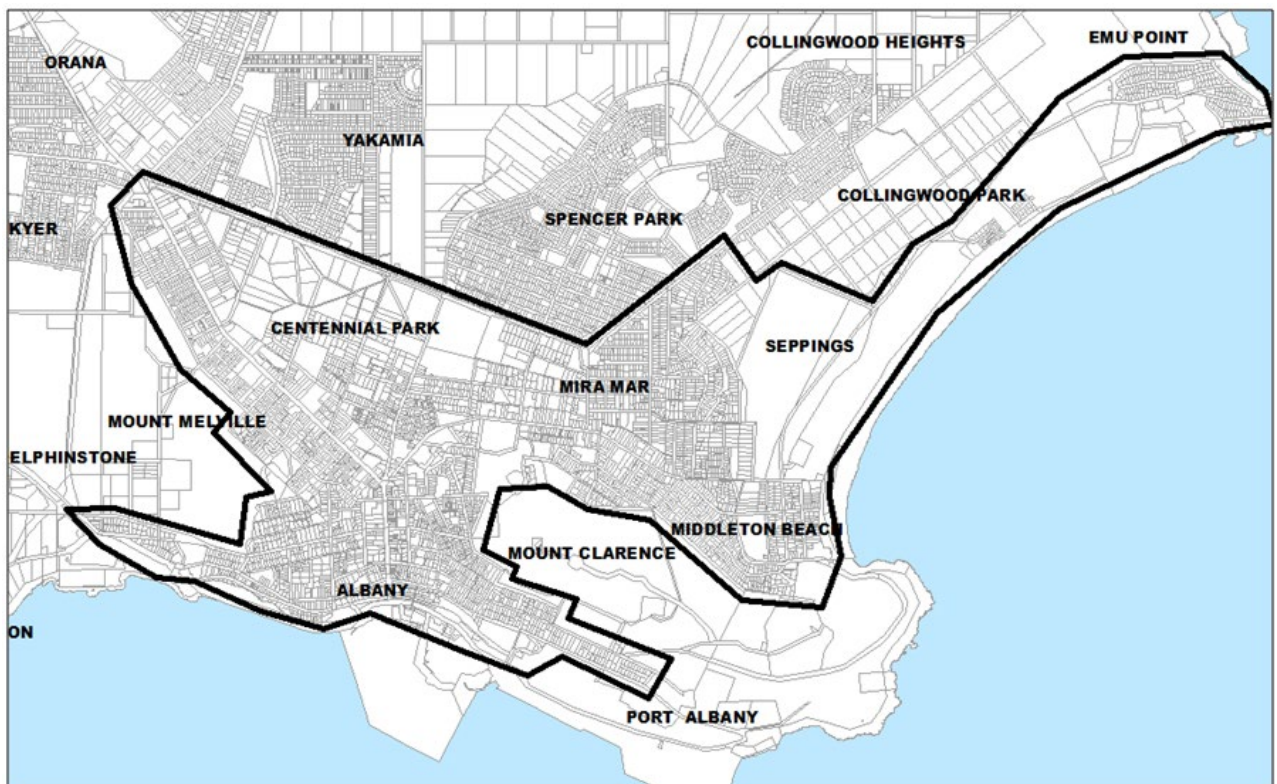 COLLINGWOOD HEIGHTS
EMU POINT
ORANA
YAKAMIA
COLLINGWOOD PARK
SPENCER PARK
KYER
CENTENNIAL PARK
SEPPINGS
MIRA MAR
MOUNT MELVILLE
ELPHINSTONE
MIDDLETON BEACH
MOUNT CLARENCE
ALBANY
ON
PORT ALBANY